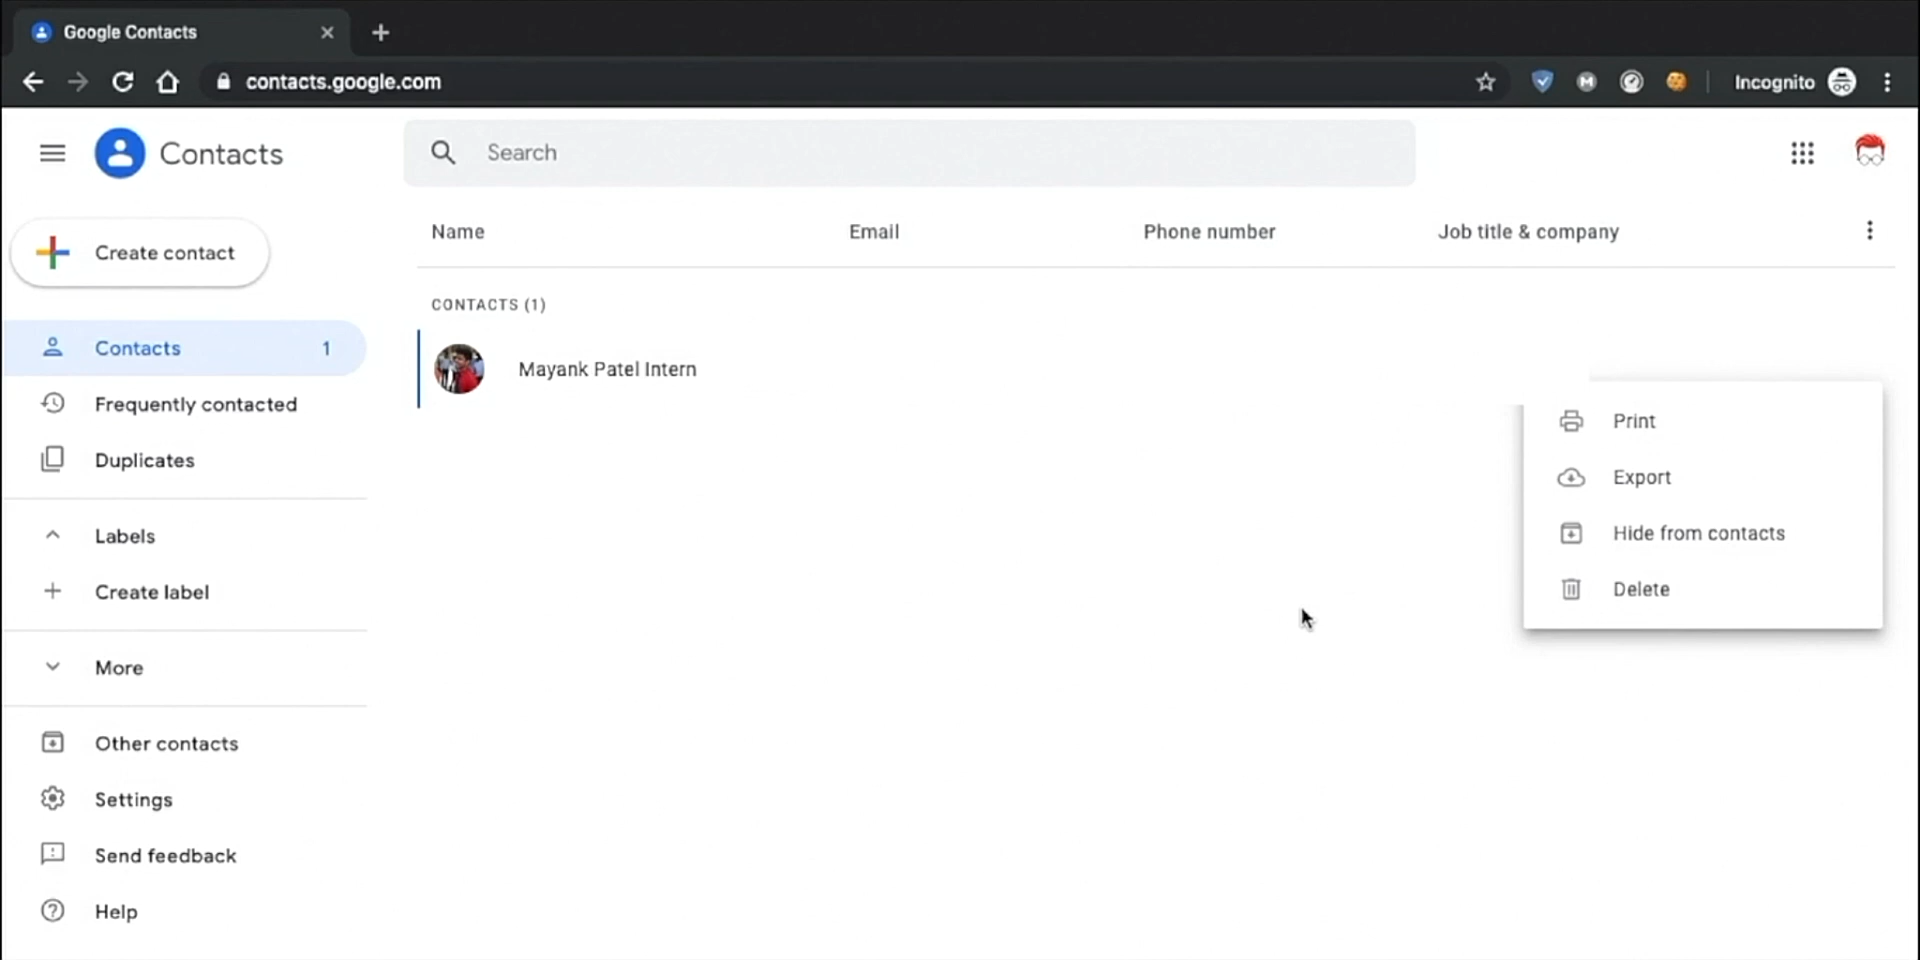 Google Contacts
contacts.google.com
Incognito
Contacts
Search
Create contact
Contacts 1
Frequently contacted
Duplicates
Labels
Create label
More
Other contacts
Settings
Send feedback
Help
Name Email Phone number Job title & company
CONTACTS (1)
Mayank Patel Intern
Print
Export
Hide from contacts
Delete